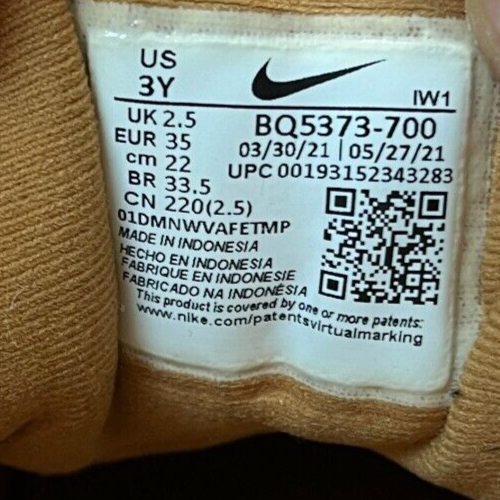 US
3Y
IW1
UK 2.5
EUR 35
cm 22
BR 33.5
CN 220(2.5)
BQ5373-700
03/30/21 | 05/27/21
UPC 00193152343283
01DMNWVAFETMP
MADE IN INDONESIA
HECHO EN INDONESIA
FABRIQUE EN INDONESIE
FABRICADO NA INDONÉSIA
This product is covered by one or more patents:
www.nike.com/patentsvirtualmarking